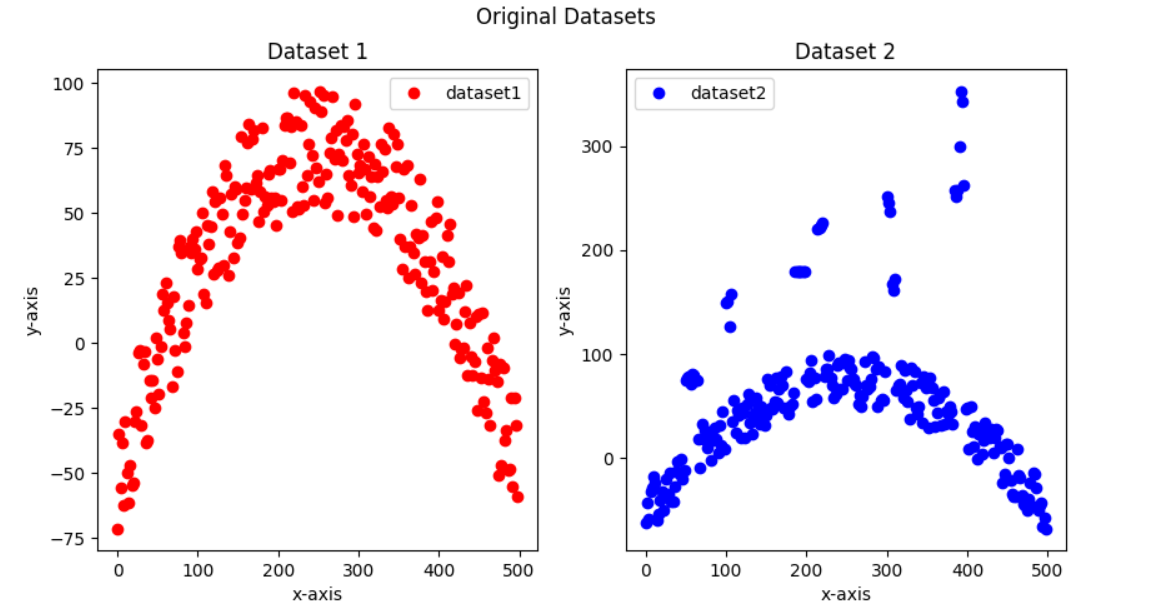 Original Datasets
Dataset 1
100
75
50
25
0
−25
−50
−75
y-axis
dataset1
0 100 200 300 400 500
x-axis
Dataset 2
300
200
100
0
y-axis
dataset2
0 100 200 300 400 500
x-axis